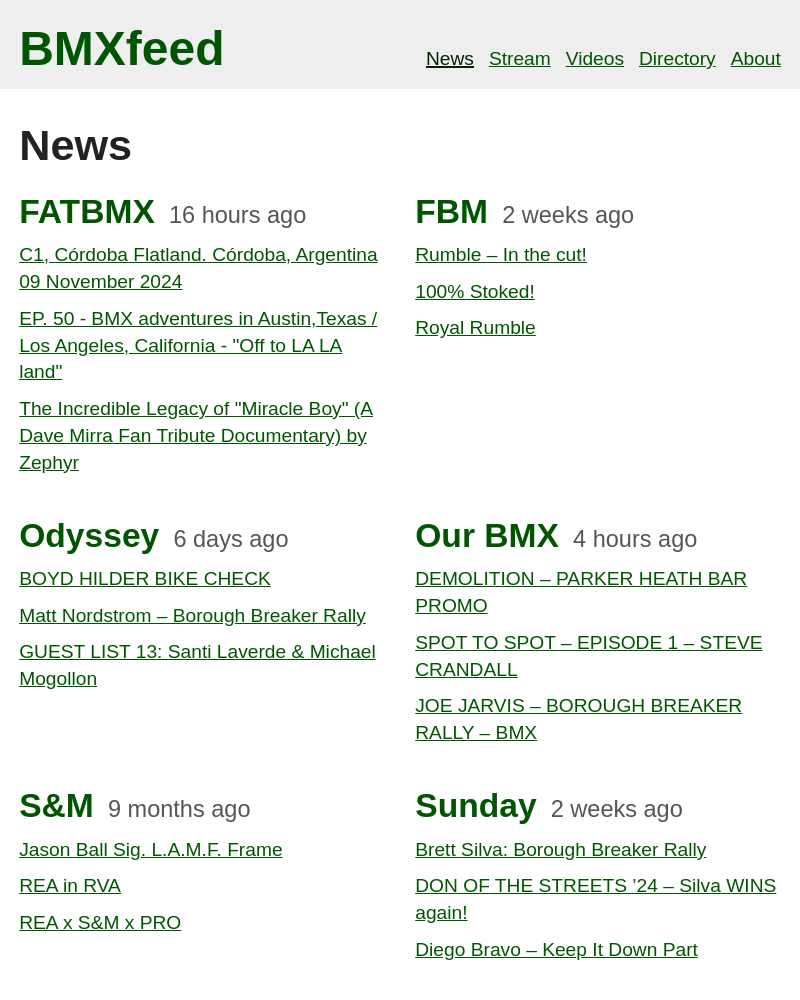 BMXfeed
News Stream Videos Directory About
News
FATBMX 16 hours ago
C1, Córdoba Flatland. Córdoba, Argentina
09 November 2024
EP. 50 - BMX adventures in Austin,Texas /
Los Angeles, California - "Off to LA LA
land"
The Incredible Legacy of "Miracle Boy" (A
Dave Mirra Fan Tribute Documentary) by
Zephyr
FBM 2 weeks ago
Rumble – In the cut!
100% Stoked!
Royal Rumble
Odyssey 6 days ago
BOYD HILDER BIKE CHECK
Matt Nordstrom – Borough Breaker Rally
GUEST LIST 13: Santi Laverde & Michael
Mogollon
Our BMX 4 hours ago
DEMOLITION – PARKER HEATH BAR
PROMO
SPOT TO SPOT – EPISODE 1 – STEVE
CRANDALL
JOE JARVIS – BOROUGH BREAKER
RALLY – BMX
S&M 9 months ago
Jason Ball Sig. L.A.M.F. Frame
REA in RVA
REA x S&M x PRO
Sunday 2 weeks ago
Brett Silva: Borough Breaker Rally
DON OF THE STREETS ’24 – Silva WINS
again!
Diego Bravo – Keep It Down Part